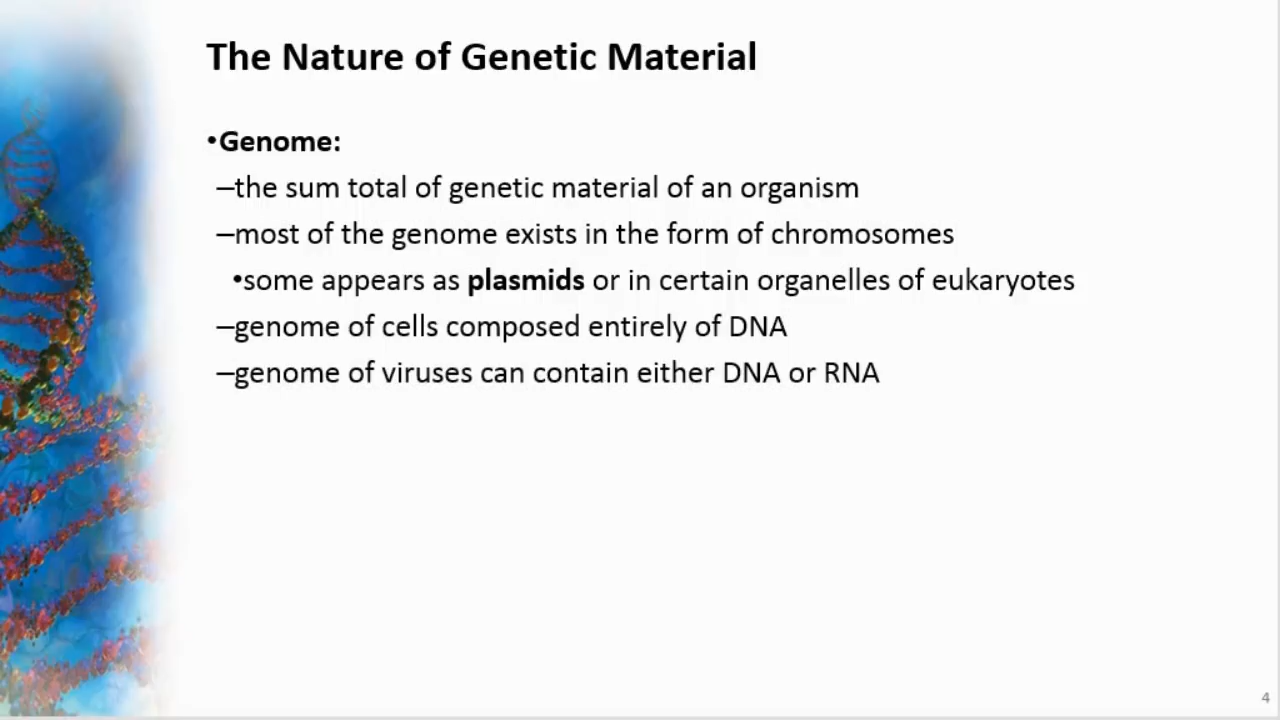 The Nature of Genetic Material
•Genome:
–the sum total of genetic material of an organism
–most of the genome exists in the form of chromosomes
•some appears as plasmids or in certain organelles of eukaryotes
–genome of cells composed entirely of DNA
–genome of viruses can contain either DNA or RNA
4